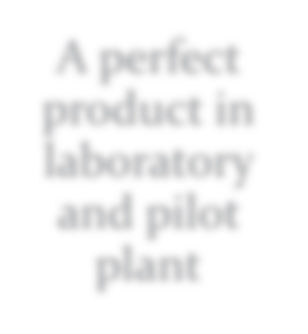 A perfect
product in
laboratory
and pilot
plant